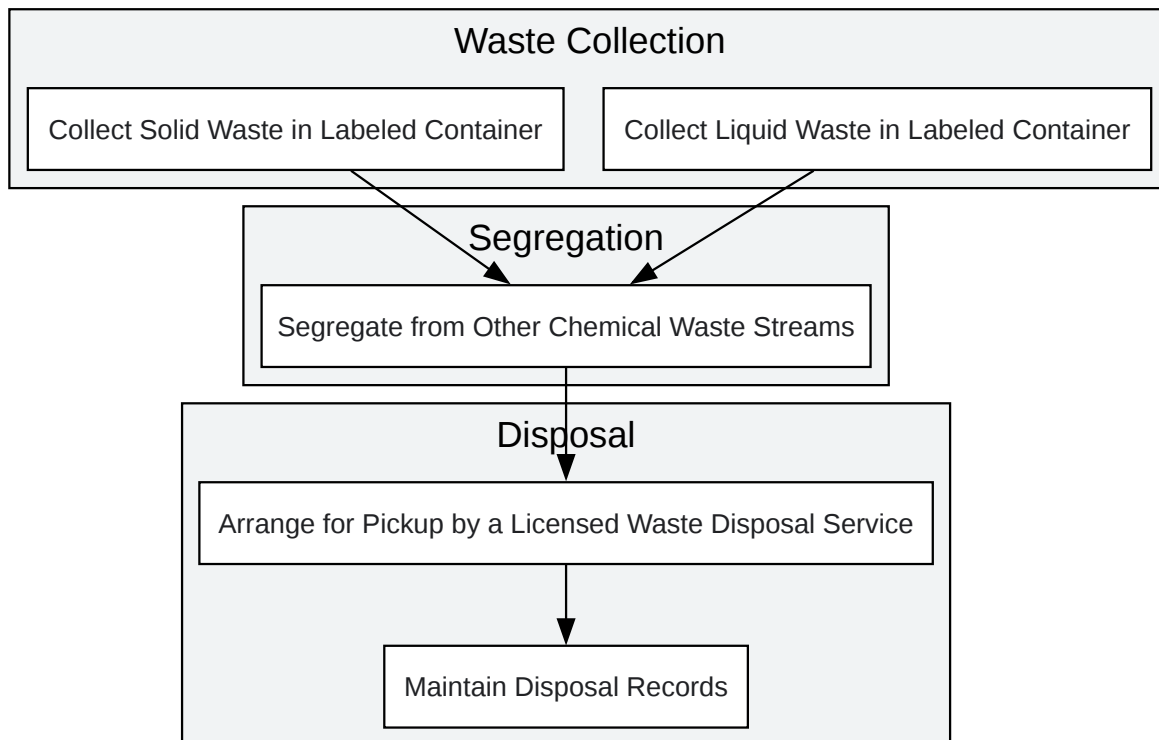 Waste Collection
Collect Solid Waste in Labeled Container
Collect Liquid Waste in Labeled Container
Segregation
Segregate from Other Chemical Waste Streams
Disposal
Arrange for Pickup by a Licensed Waste Disposal Service
Maintain Disposal Records